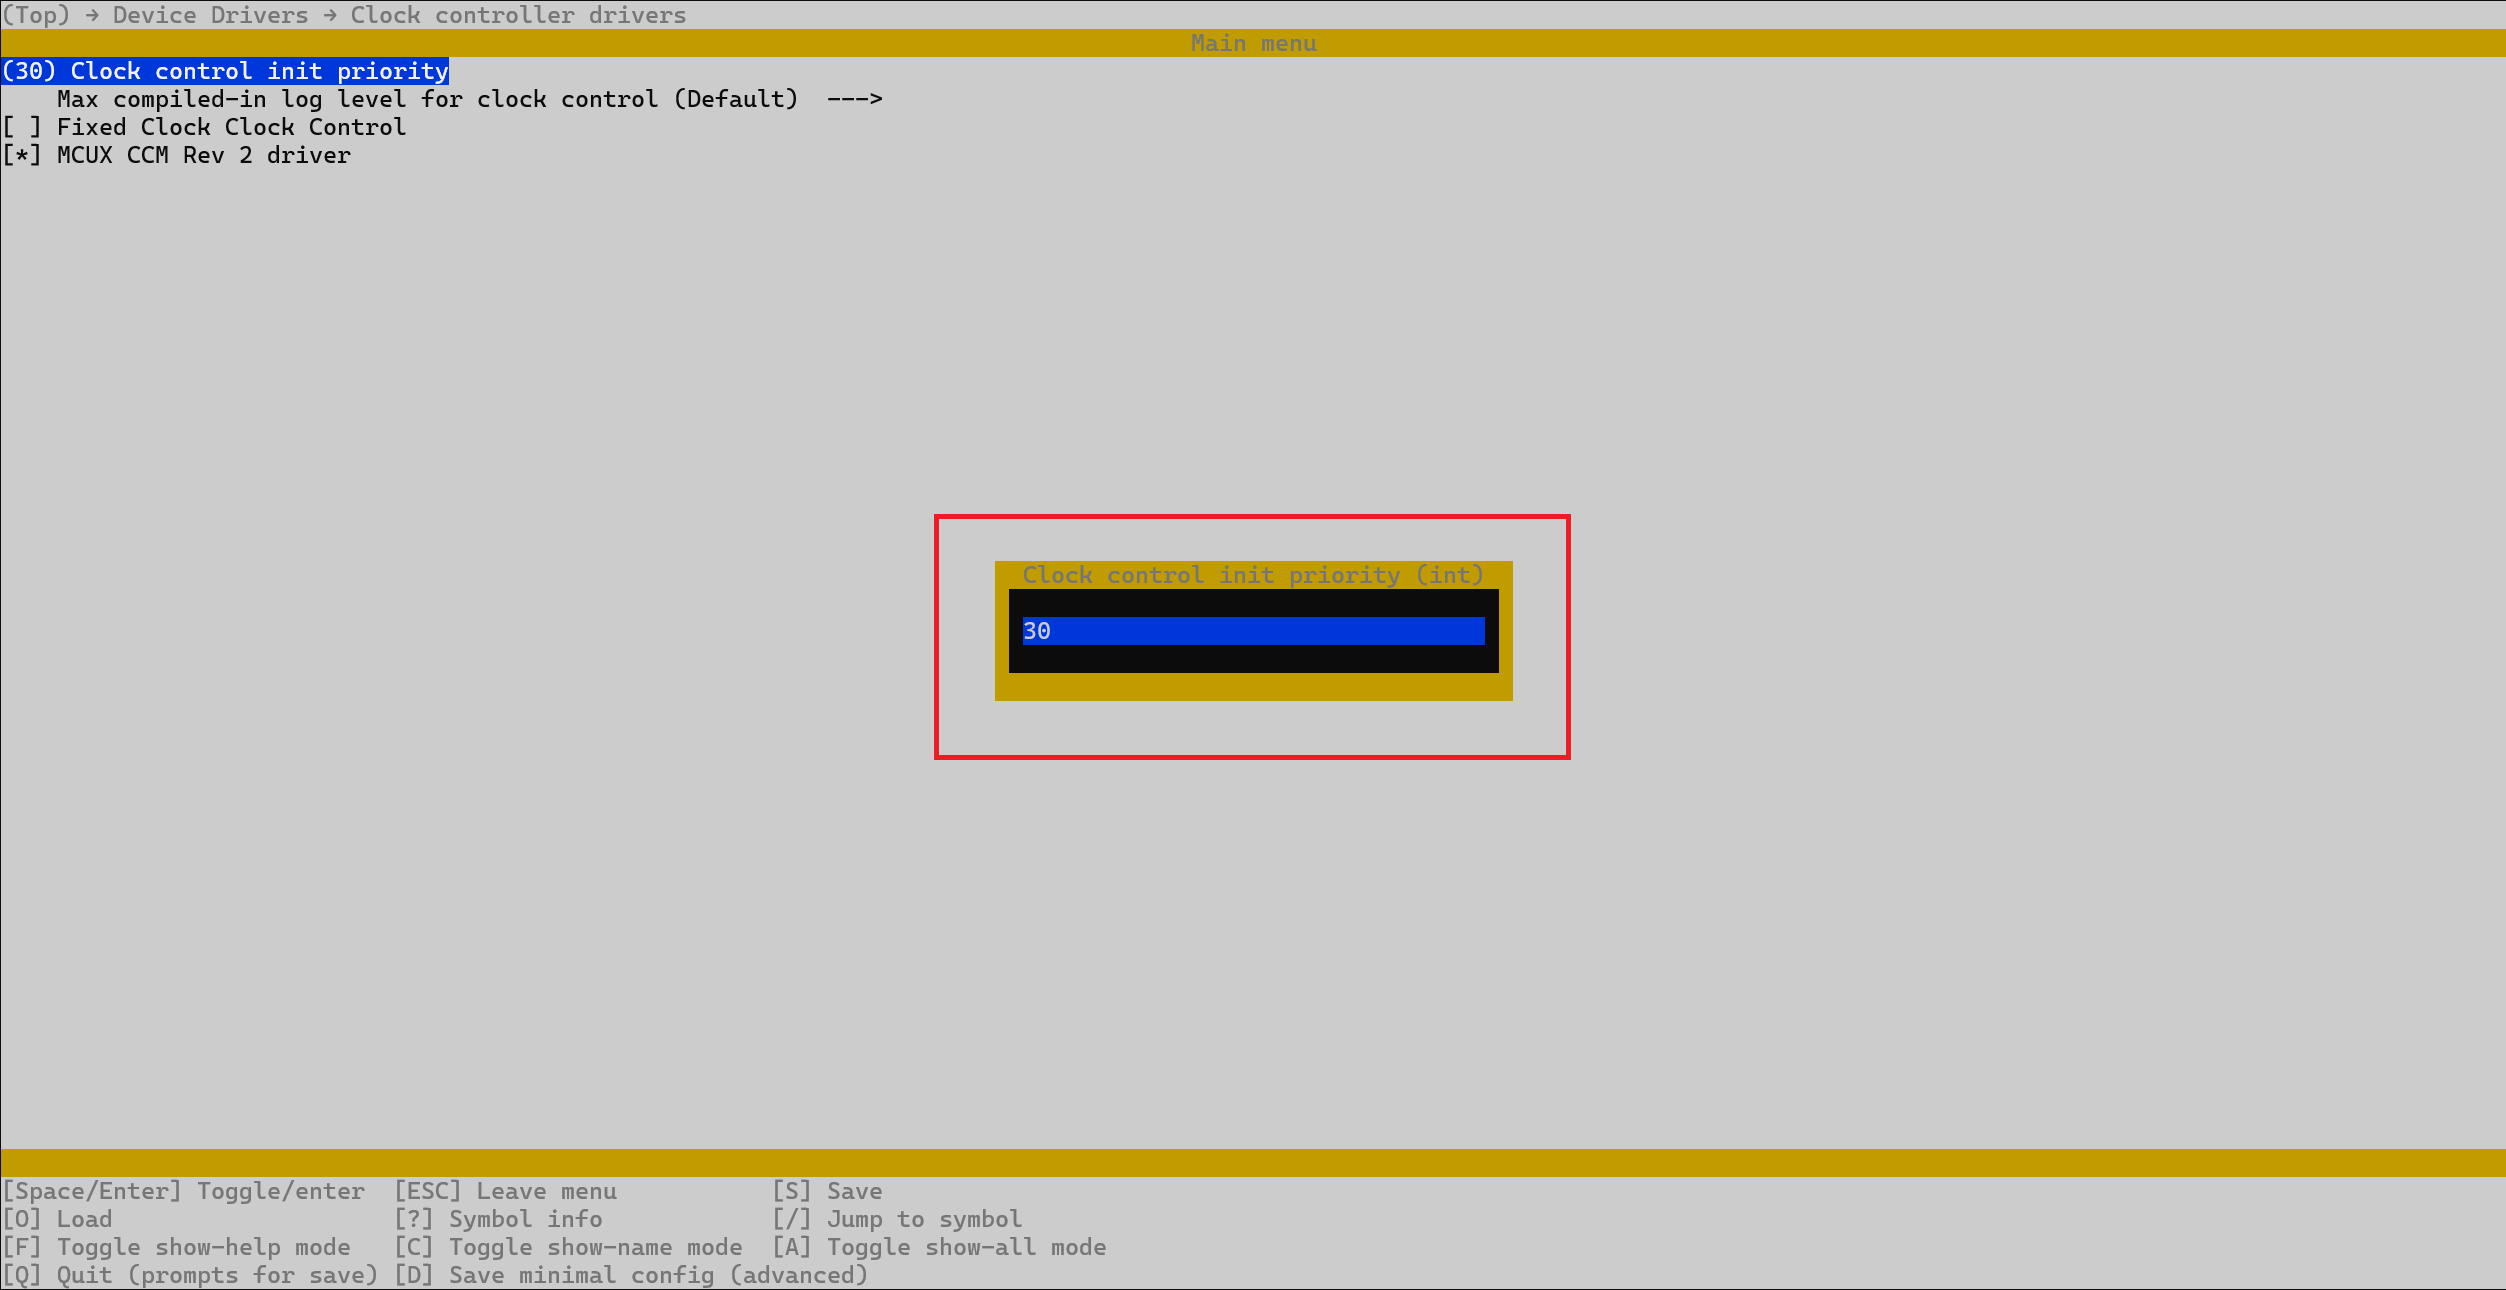 (Top) → Device Drivers → Clock controller drivers
Main menu
(30) Clock control init priority
Max compiled-in log level for clock control (Default)  --->
[ ] Fixed Clock Clock Control
[*] MCUX CCM Rev 2 driver
Clock control init priority (int)
30
[Space/Enter] Toggle/enter  [ESC] Leave menu           [S] Save
[O] Load                    [?] Symbol info            [/] Jump to symbol
[F] Toggle show-help mode   [C] Toggle show-name mode  [A] Toggle show-all mode
[Q] Quit (prompts for save) [D] Save minimal config (advanced)